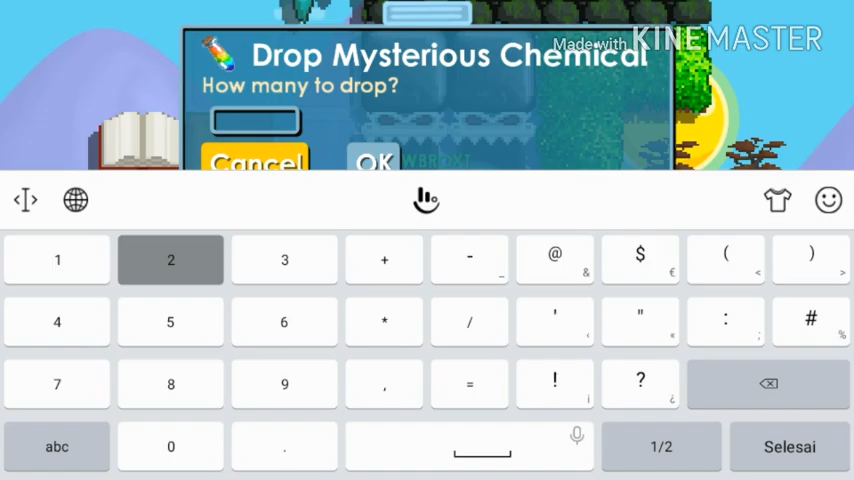 Drop Mysterious Chemical
Made with KINEMASTER
How many to drop?
Cancel OK
1 2 3 + - _ @ & $ € ( < ) >
4 5 6 * / ' ‹ " « : ; # %
7 8 9 , = ! ¡ ? ¿
abc 0 . 1/2 Selesai